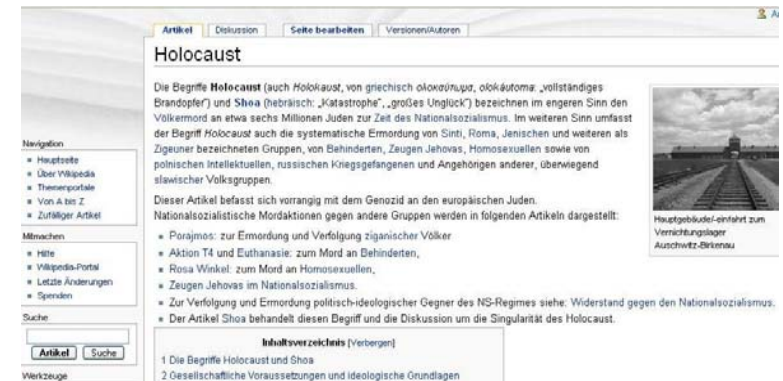 Artikel
Diskussion
Seite bearbeiten
Versionen/Autoren
Holocaust
Die Begriffe Holocaust (auch Holokaust, von griechisch ολοκαύτωμα, olokáutoma: „vollständiges
Brandopfer“) und Shoa (hebräisch: „Katastrophe“, „großes Unglück“) bezeichnen im engeren Sinn den
Völkermord an etwa sechs Millionen Juden zur Zeit des Nationalsozialismus. Im weiteren Sinn umfasst
der Begriff Holocaust auch die systematische Ermordung von Sinti, Roma, Jenischen und weiteren als
Zigeuner bezeichneten Gruppen, von Behinderten, Zeugen Jehovas, Homosexuellen sowie von
polnischen Intellektuellen, russischen Kriegsgefangenen und Angehörigen anderer, überwiegend
slawischer Volksgruppen.
Dieser Artikel befasst sich vorrangig mit dem Genozid an den europäischen Juden.
Nationalsozialistische Mordaktionen gegen andere Gruppen werden in folgenden Artikeln dargestellt:
Porajmos: zur Ermordung und Verfolgung ziganischer Völker
Aktion T4 und Euthanasie: zum Mord an Behinderten,
Rosa Winkel: zum Mord an Homosexuellen,
Zeugen Jehovas im Nationalsozialismus.
Zur Verfolgung und Ermordung politisch-ideologischer Gegner des NS-Regimes siehe: Widerstand gegen den Nationalsozialismus.
Der Artikel Shoa behandelt diesen Begriff und die Diskussion um die Singularität des Holocaust.
Inhaltsverzeichnis [Verbergen]
1 Die Begriffe Holocaust und Shoa
2 Gesellschaftliche Voraussetzungen und ideologische Grundlagen
Hauptgebäude/-einfahrt zum
Vernichtungslager
Auschwitz-Birkenau
Navigation
Hauptseite
Über Wikipedia
Themenportale
Von A bis Z
Zufälliger Artikel
Mitmachen
Hilfe
Wikipedia-Portal
Letzte Änderungen
Spenden
Suche
Artikel
Suche
Werkzeuge